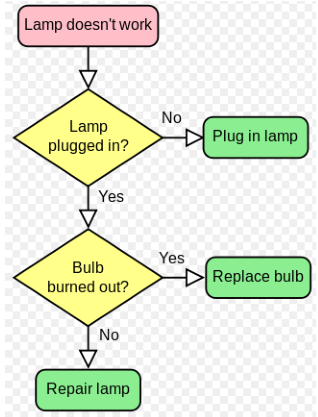 Lamp doesn't work
Lamp
plugged in?
No
Plug in lamp
Yes
Bulb
burned out?
Yes
Replace bulb
No
Repair lamp